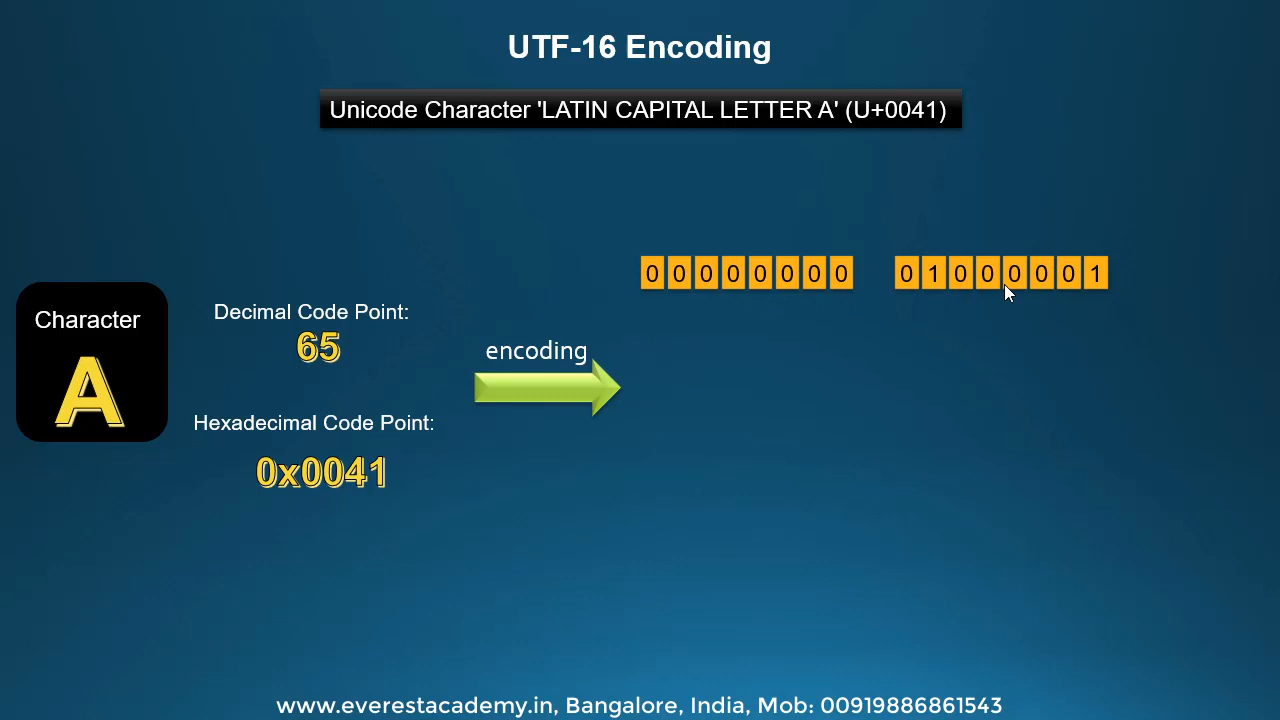 UTF-16 Encoding
Unicode Character 'LATIN CAPITAL LETTER A' (U+0041)
0 0 0 0 0 0 0 0 0 1 0 0 0 0 0 1
Character
A
Decimal Code Point:
65
encoding
Hexadecimal Code Point:
0x0041
www.everestacademy.in, Bangalore, India, Mob: 00919886861543